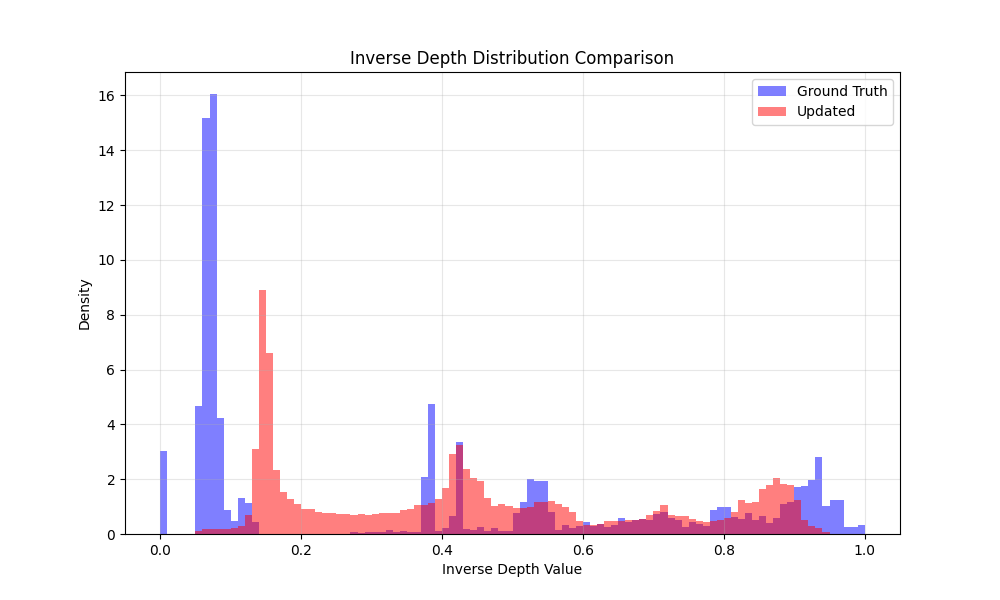 Inverse Depth Distribution Comparison
Ground Truth
Updated
Density
16
14
12
10
8
6
4
2
0
0.0 0.2 0.4 0.6 0.8 1.0
Inverse Depth Value